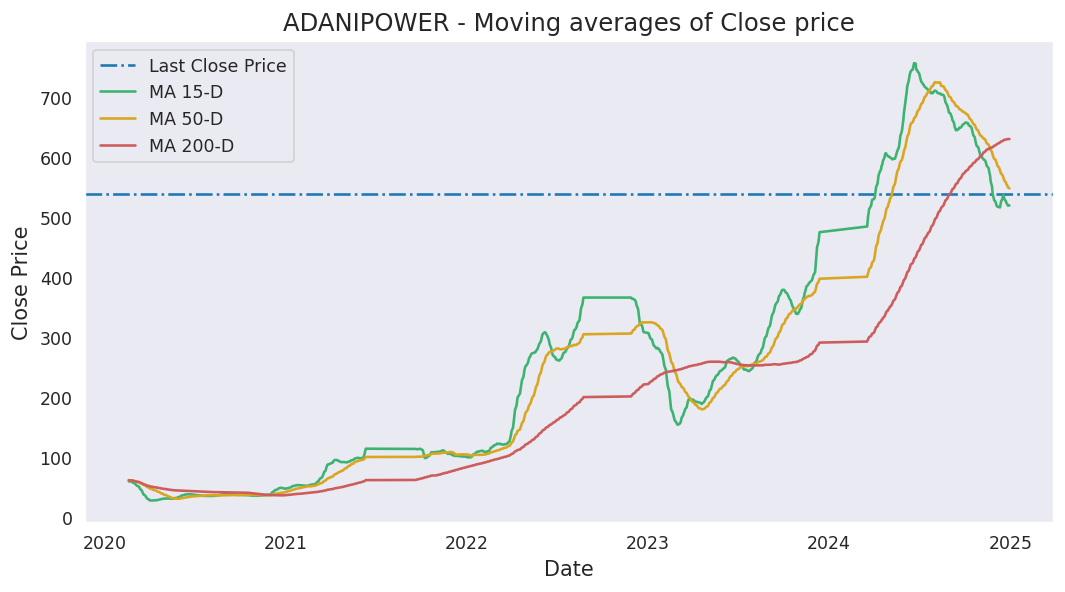 ADANIPOWER - Moving averages of Close price
Last Close Price
MA 15-D
MA 50-D
MA 200-D
Close Price
700
600
500
400
300
200
100
0
2020 2021 2022 2023 2024 2025
Date